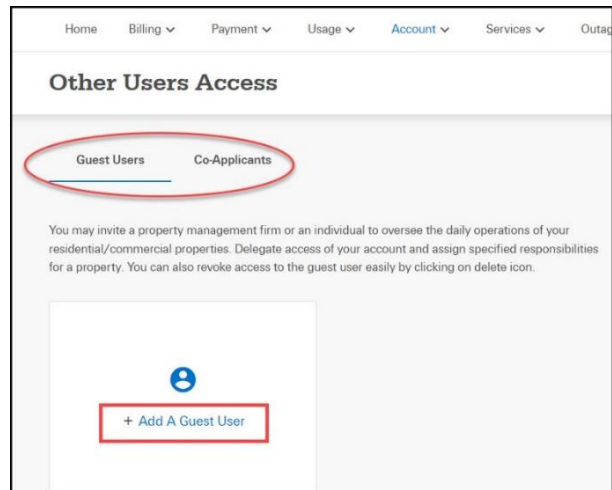 Home Billing Payment Usage Account Services
Other Users Access
Guest Users Co-Applicants
You may invite a property management firm or an individual to oversee the daily operations of your
residential/commercial properties. Delegate access of your account and assign specified responsibilities
for a property. You can also revoke access to the guest user easily by clicking on delete icon.
+ Add A Guest User